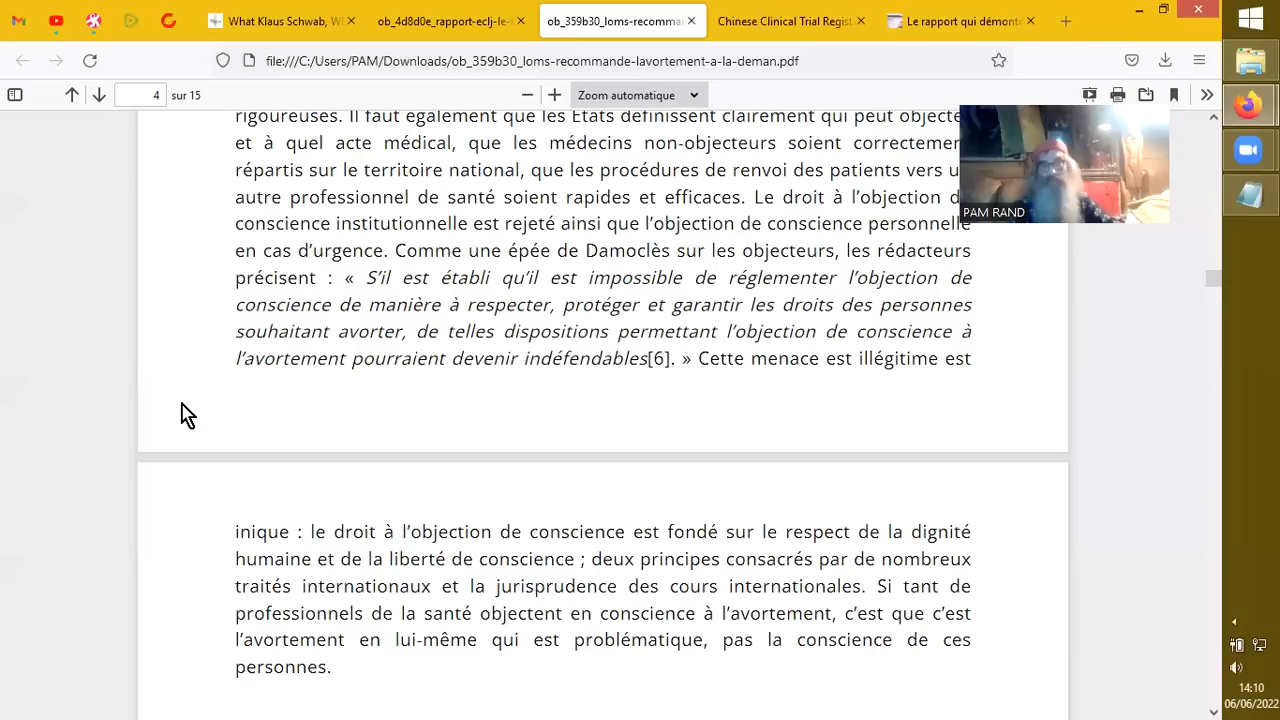 What Klaus Schwab, W
ob_4d8d0e_rapport-eclj-le-
ob_359b30_loms-recomma
Chinese Clinical Trial Regist
Le rapport qui démont
file:///C:/Users/PAM/Downloads/ob_359b30_loms-recommande-lavortement-a-la-deman.pdf
4 sur 15
Zoom automatique
rigoureuses. Il faut également que les Etats définissent clairement qui peut objecte
et à quel acte médical, que les médecins non-objecteurs soient correctemen
répartis sur le territoire national, que les procédures de renvoi des patients vers u
autre professionnel de santé soient rapides et efficaces. Le droit à l’objection d
conscience institutionnelle est rejeté ainsi que l’objection de conscience personnelle
en cas d’urgence. Comme une épée de Damoclès sur les objecteurs, les rédacteurs
précisent : « S’il est établi qu’il est impossible de réglementer l’objection de
conscience de manière à respecter, protéger et garantir les droits des personnes
souhaitant avorter, de telles dispositions permettant l’objection de conscience à
l’avortement pourraient devenir indéfendables[6]. » Cette menace est illégitime est
PAM RAND
inique : le droit à l’objection de conscience est fondé sur le respect de la dignité
humaine et de la liberté de conscience ; deux principes consacrés par de nombreux
traités internationaux et la jurisprudence des cours internationales. Si tant de
professionnels de la santé objectent en conscience à l’avortement, c’est que c’est
l’avortement en lui-même qui est problématique, pas la conscience de ces
personnes.
14:10
06/06/2022